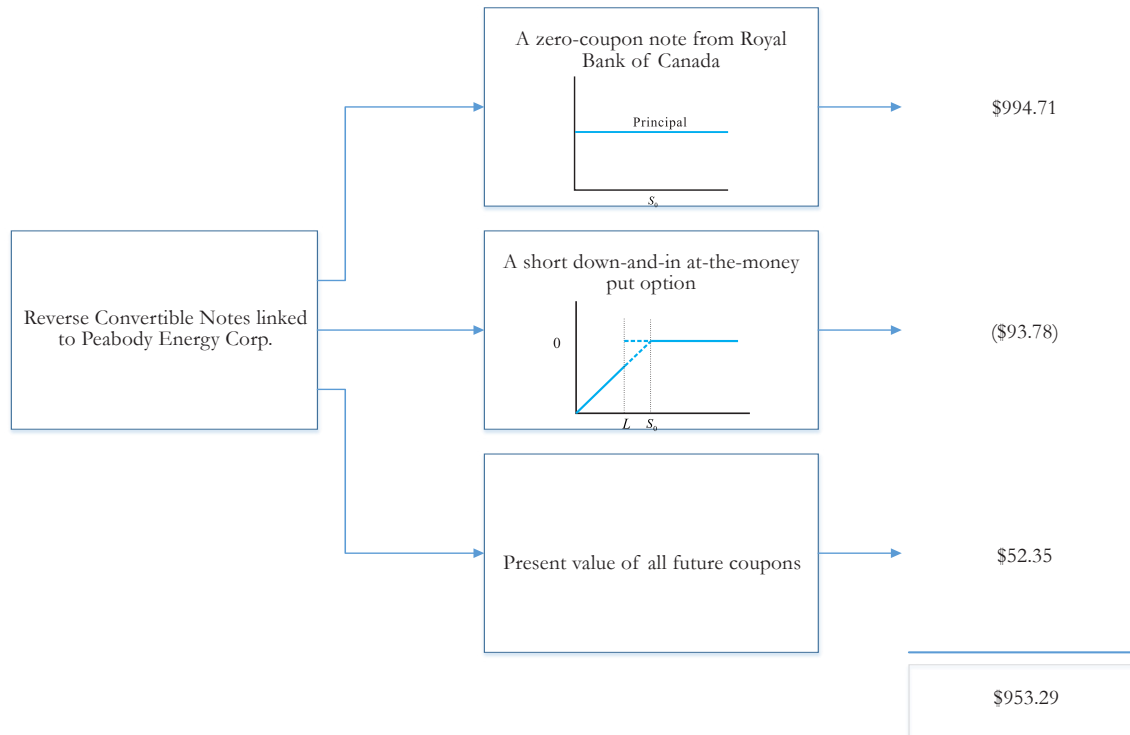 A zero-coupon note from Royal
Bank of Canada
Principal
S₀
$994.71
Reverse Convertible Notes linked
to Peabody Energy Corp.
A short down-and-in at-the-money
put option
0
L S₀
($93.78)
Present value of all future coupons
$52.35
$953.29